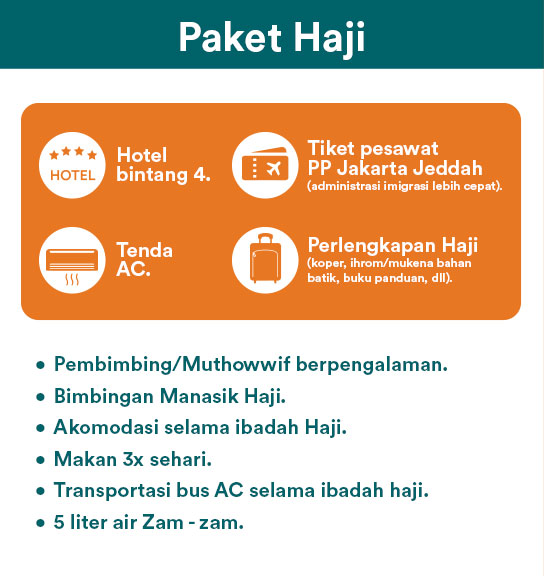 Paket Haji
HOTEL
Hotel
bintang 4.
Tiket pesawat
PP Jakarta Jeddah
(administrasi imigrasi lebih cepat).
Tenda
AC.
Perlengkapan Haji
(koper, ihrom/mukena bahan
batik, buku panduan, dll).
• Pembimbing/Muthowwif berpengalaman.
• Bimbingan Manasik Haji.
• Akomodasi selama ibadah Haji.
• Makan 3x sehari.
• Transportasi bus AC selama ibadah haji.
• 5 liter air Zam - zam.